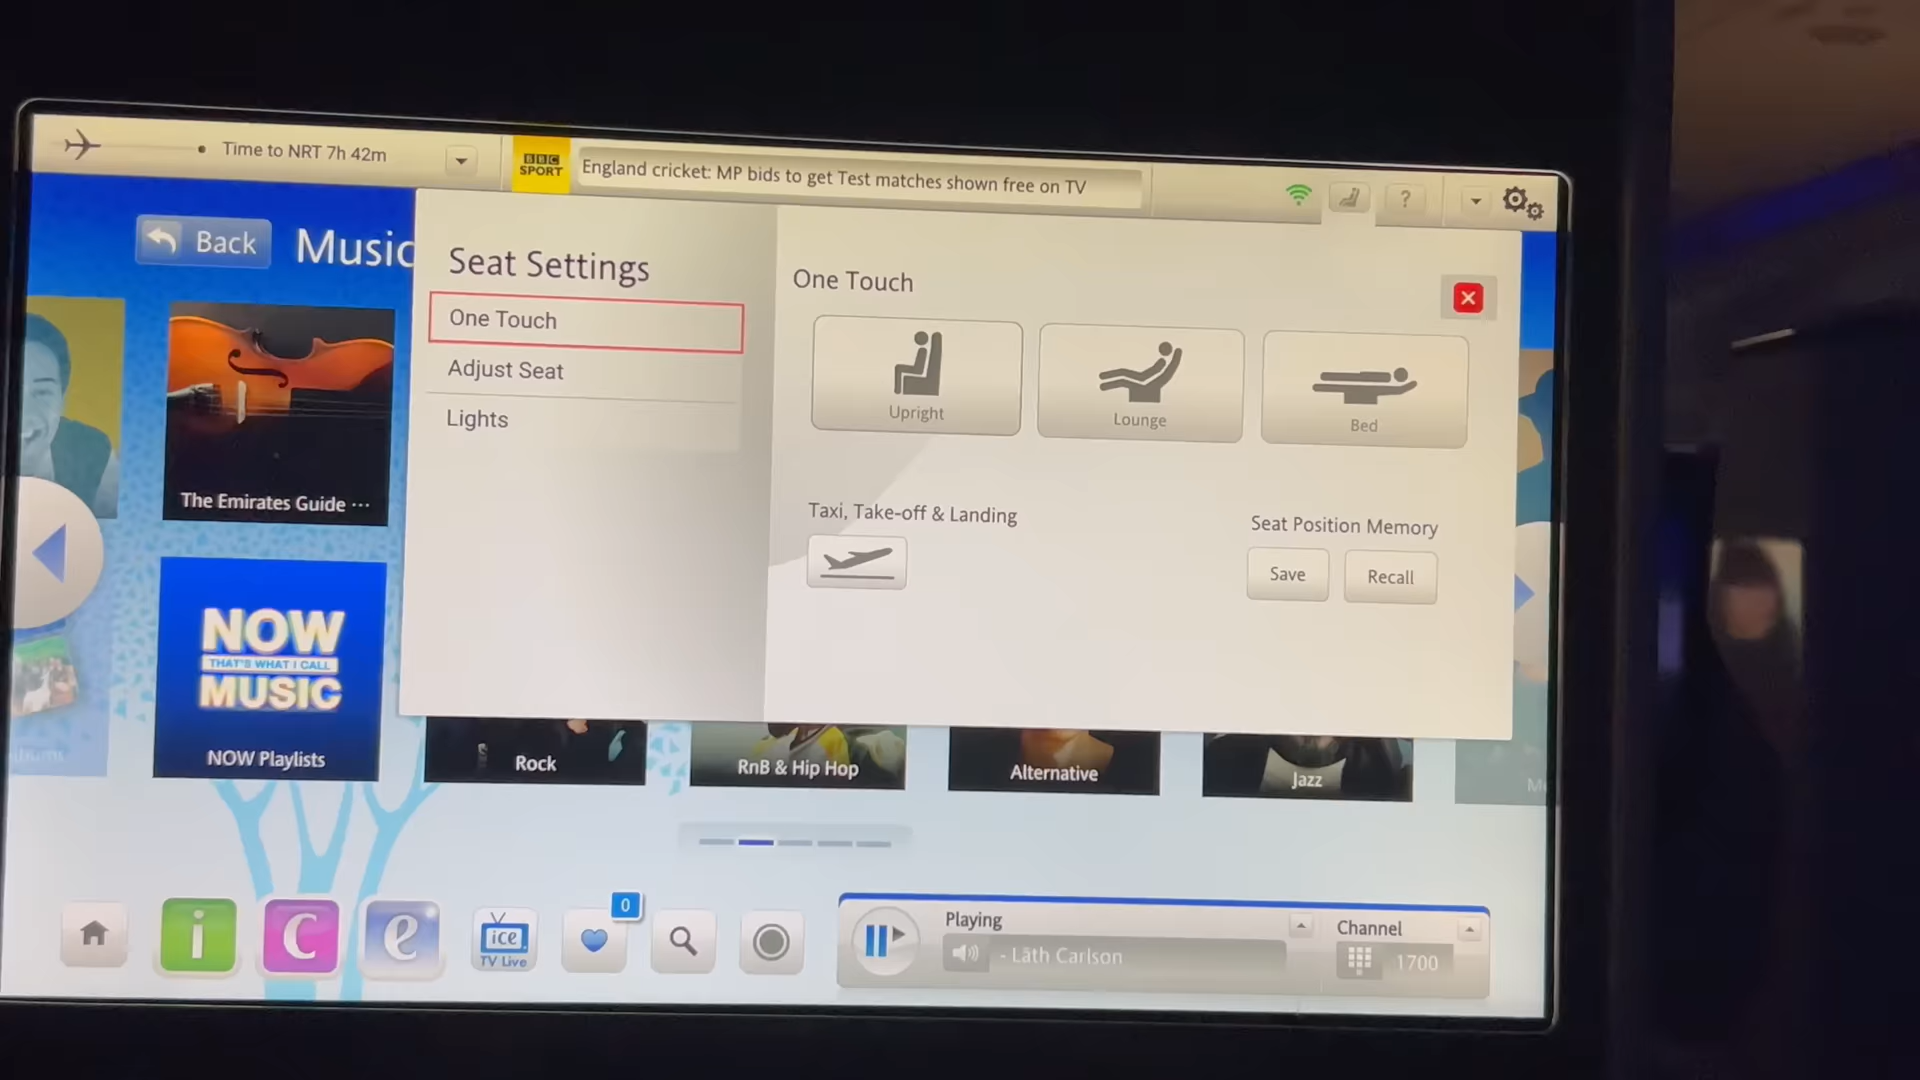 Time to NRT 7h 42m
BBC
SPORT
England cricket: MP bids to get Test matches shown free on TV
?
Back
Music
Seat Settings
One Touch
Adjust Seat
Lights
One Touch
Upright
Lounge
Bed
Taxi, Take-off & Landing
Seat Position Memory
Save
Recall
The Emirates Guide ...
NOW
THAT'S WHAT I CALL
MUSIC
NOW Playlists
Rock
RnB & Hip Hop
Alternative
Jazz
i
C
e
ice
TV Live
0
Playing
- Lāth Carlson
Channel
1700